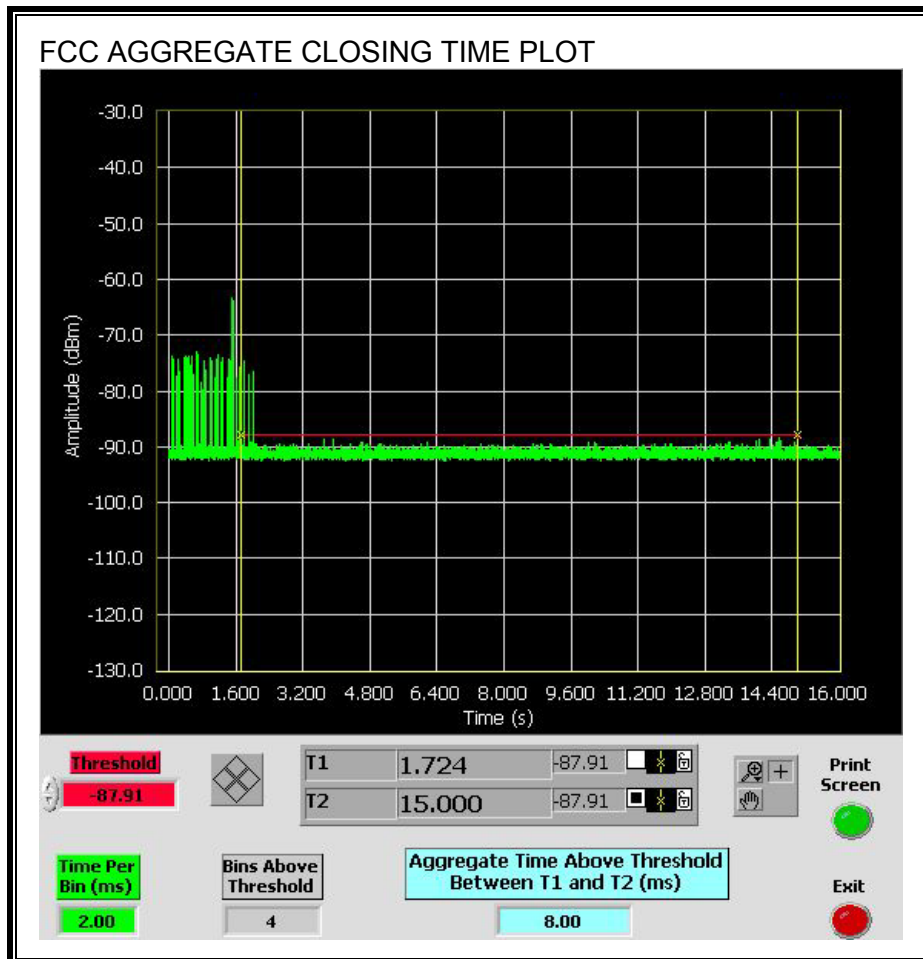 FCC AGGREGATE CLOSING TIME PLOT
-30.0
-40.0
-50.0
-60.0
-70.0
-80.0
-90.0
-100.0
-110.0
-120.0
-130.0
Amplitude (dBm)
0.000 1.600 3.200 4.800 6.400 8.000 9.600 11.200 12.800 14.400 16.000
Time (s)
Threshold
-87.91
T1 1.724 -87.91
T2 15.000 -87.91
Print
Screen
Time Per
Bin (ms)
2.00
Bins Above
Threshold
4
Aggregate Time Above Threshold
Between T1 and T2 (ms)
8.00
Exit